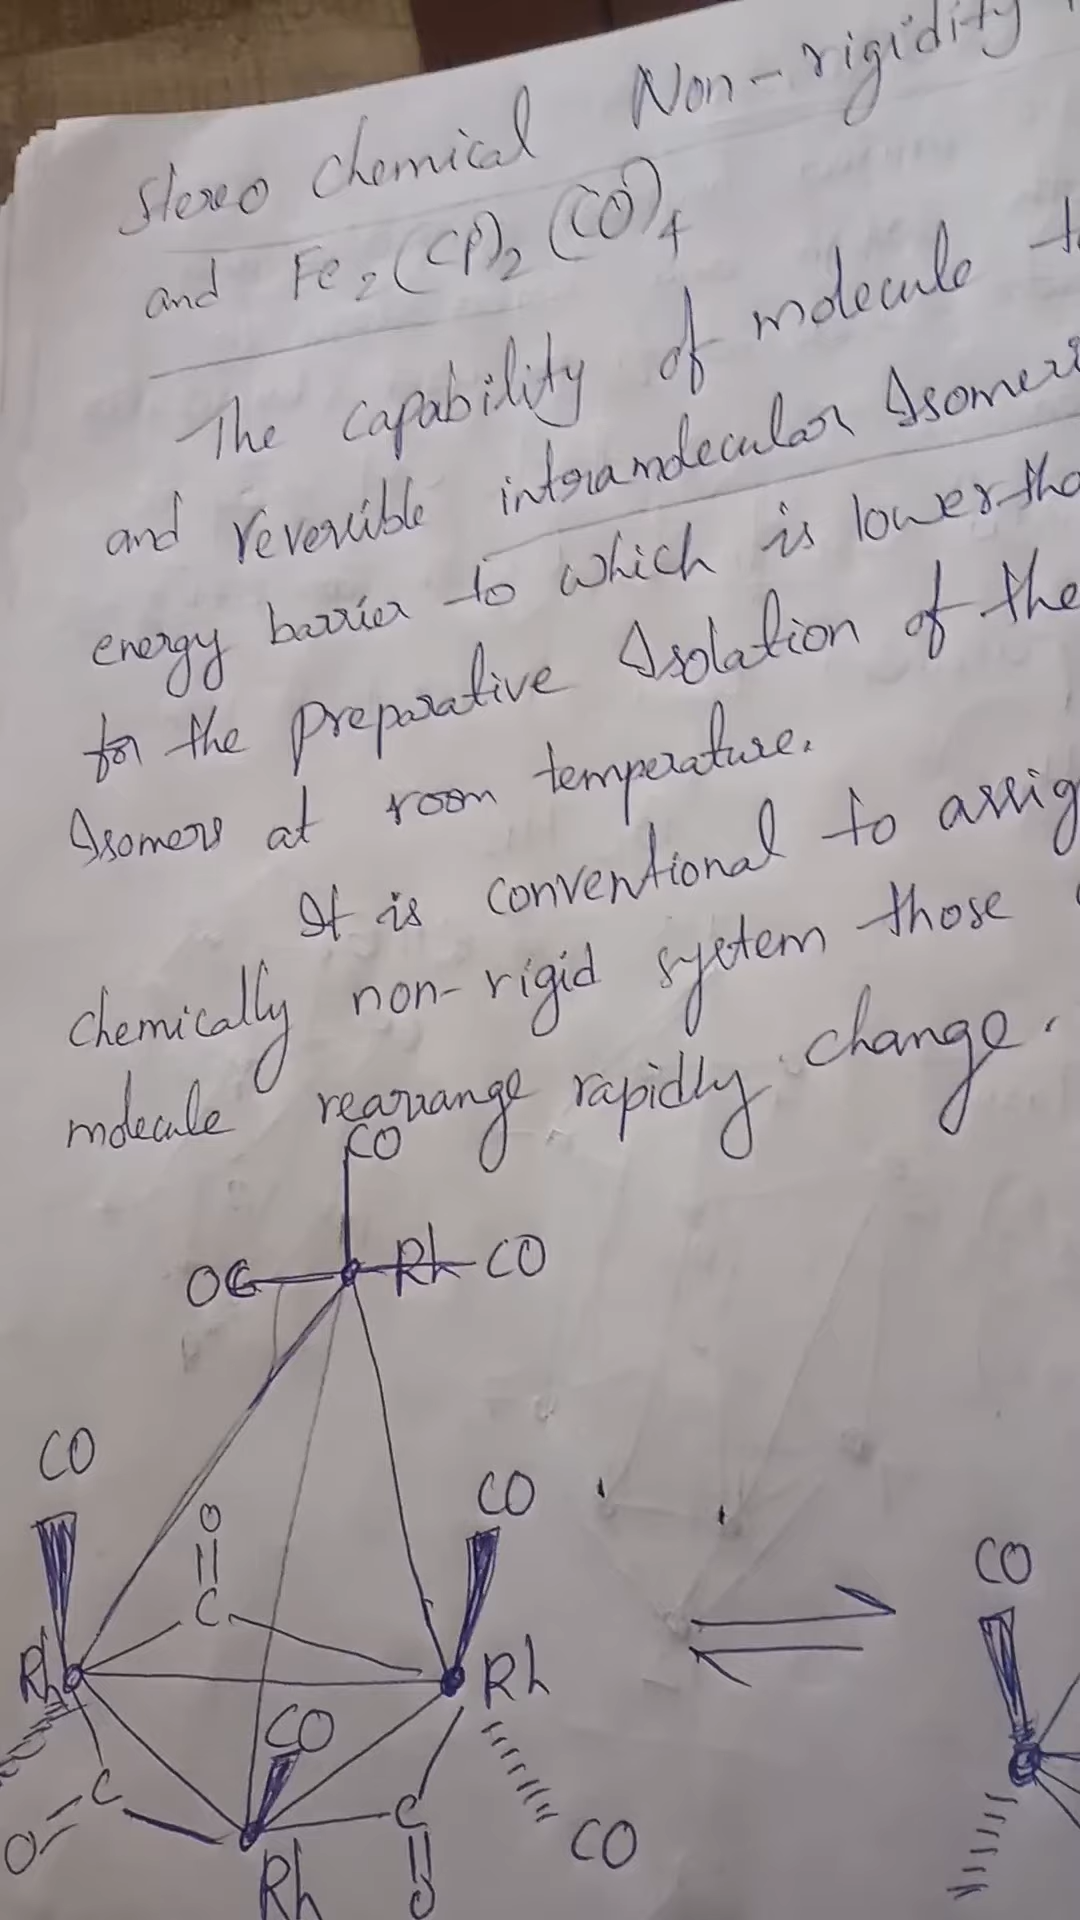 Stereo chemical Non-rigidity
and Fe2(CP)2 (CO)4
The capability of molecule
and reversible intramolecular
energy barrier to which is lower
for the preparative Isolation of the
Isomers at room temperature.
It is conventional to
chemically non-rigid system those
molecule rearrange rapidly change.
CO
OC Rh CO
CO
CO
O
CO
C
Rh
Rh
CO
C
C
O
CO
Rh
O